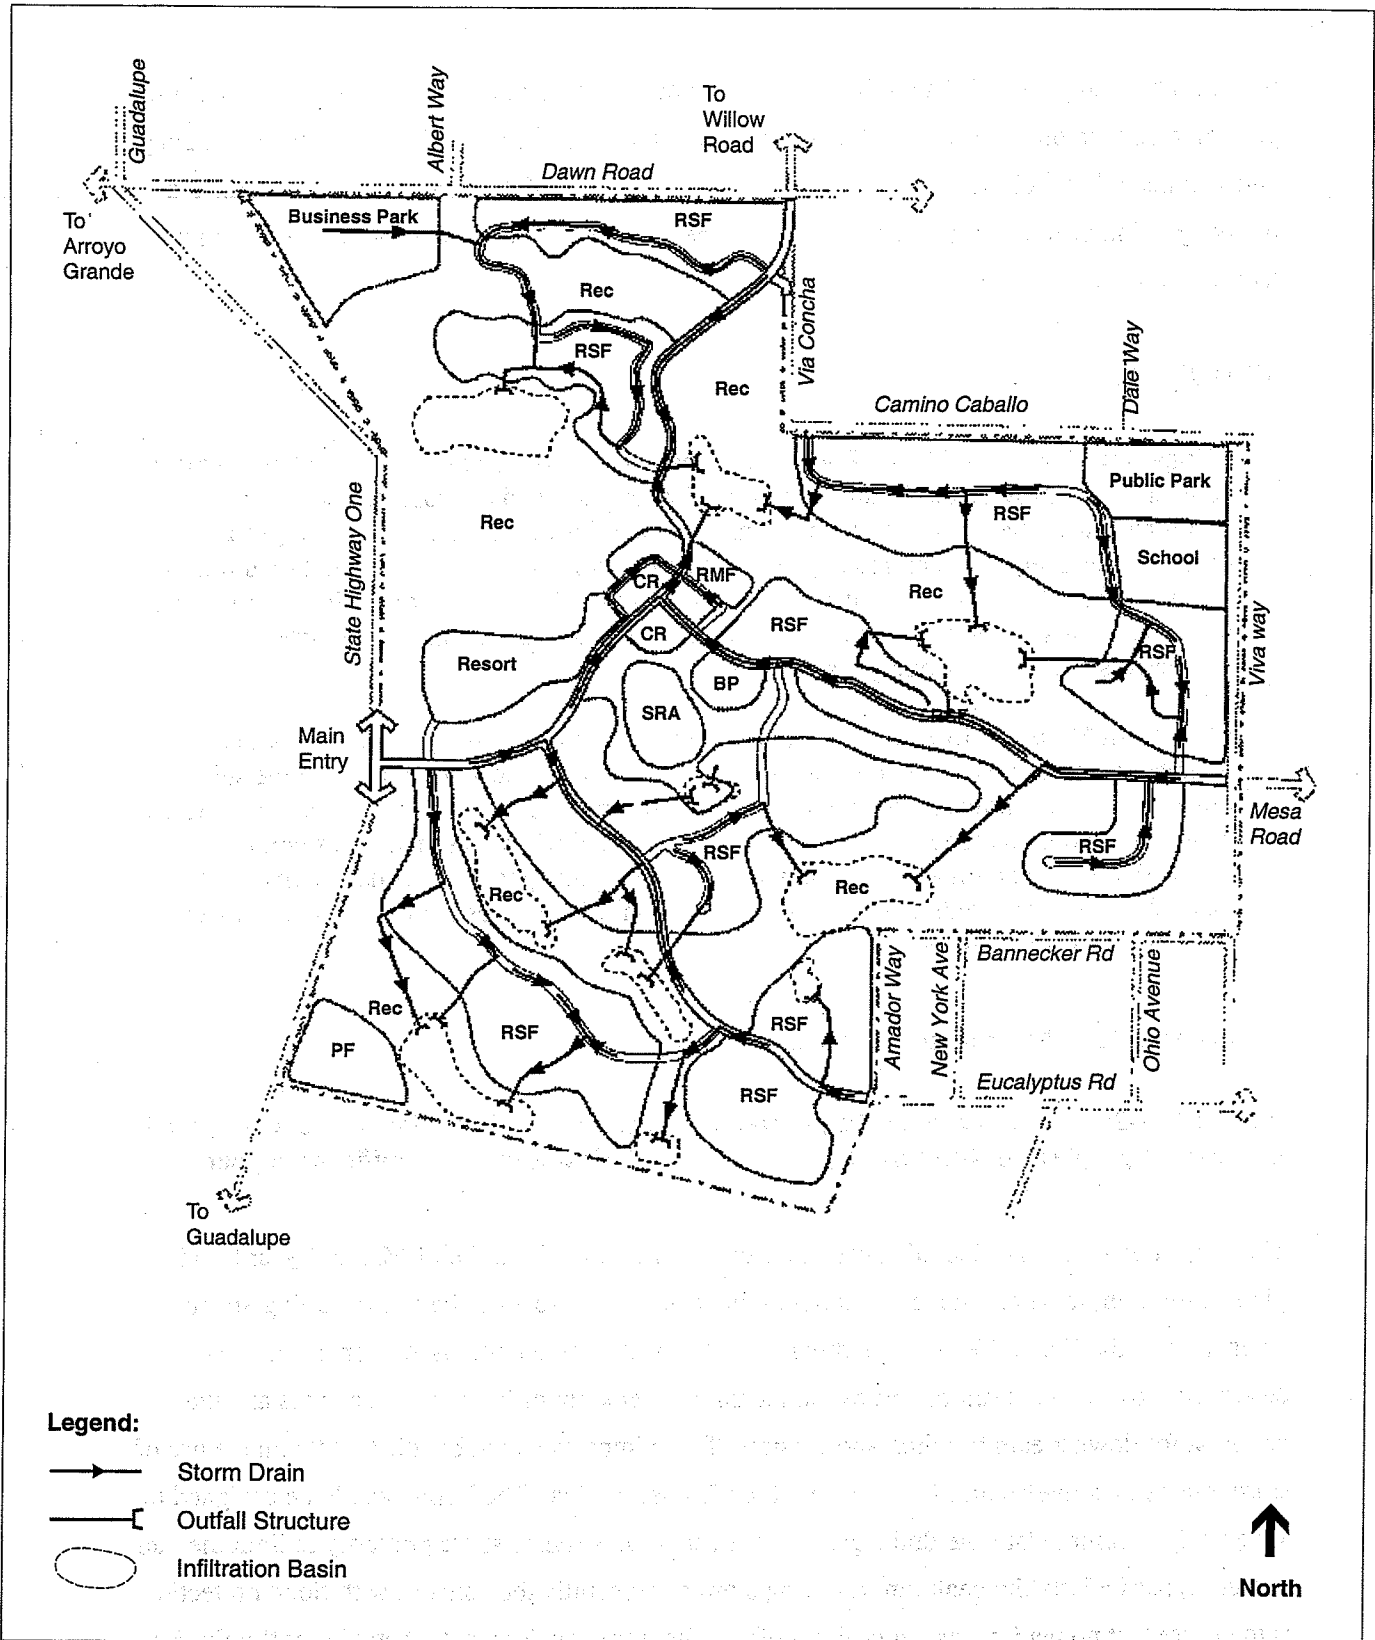 Guadalupe
Albert Way
To
Willow
Road
Dawn Road
To
Arroyo
Grande
Business Park
RSF
Rec
Via Concha
RSF
Rec
Dale Way
Camino Caballo
Public Park
RSF
Rec
State Highway One
School
CR
RMF
Rec
CR
RSF
Viva way
Resort
RSF
BP
SRA
RSF
Main
Entry
Mesa
Road
RSF
RSF
Rec
Rec
Amador Way
New York Ave
Bannecker Rd
Ohio Avenue
Rec
RSF
RSF
PF
Eucalyptus Rd
RSF
To
Guadalupe
Legend:
Storm Drain
Outfall Structure
Infiltration Basin
North